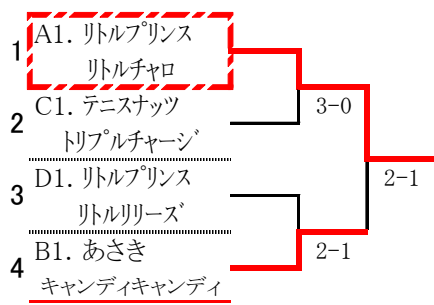 1
A1. リトルプリンス
リトルチャロ
3-0
2
C1. テニスナッツ
トリプルチャージ
2-1
3
D1. リトルプリンス
リトルリリーズ
2-1
4
B1. あさき
キャンディキャンディ